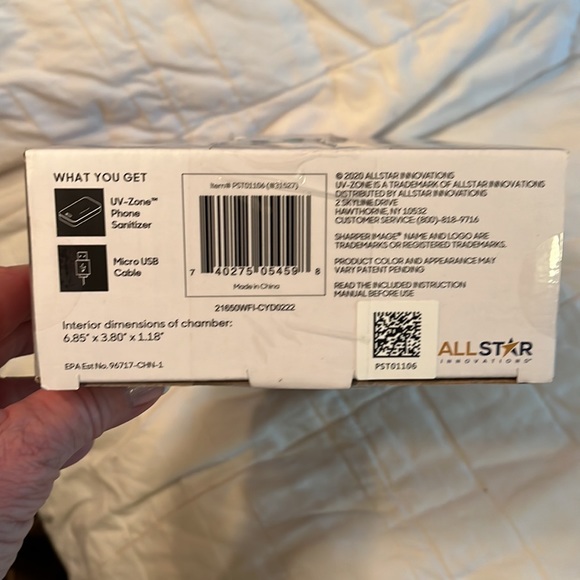 WHAT YOU GET
UV-Zone™
Phone
Sanitizer
Micro USB
Cable
Interior dimensions of chamber:
6.85" x 3.80" x 1.18"
EPA Est No. 96717-CHN-1
Item# PST01106 (#31527)
7 40275 05459 8
Made in China
21650WFI-CYD0222
© 2020 ALLSTAR INNOVATIONS
UV-ZONE IS A TRADEMARK OF ALLSTAR INNOVATIONS
DISTRIBUTED BY ALLSTAR INNOVATIONS
2 SKYLINE DRIVE
HAWTHORNE, NY 10532
CUSTOMER SERVICE: (800)-818-9716
SHARPER IMAGE® NAME AND LOGO ARE
TRADEMARKS OR REGISTERED TRADEMARKS.
PRODUCT COLOR AND APPEARANCE MAY
VARY PATENT PENDING
READ THE INCLUDED INSTRUCTION
MANUAL BEFORE USE
PST01106
ALLSTAR
INNOVATIONS®